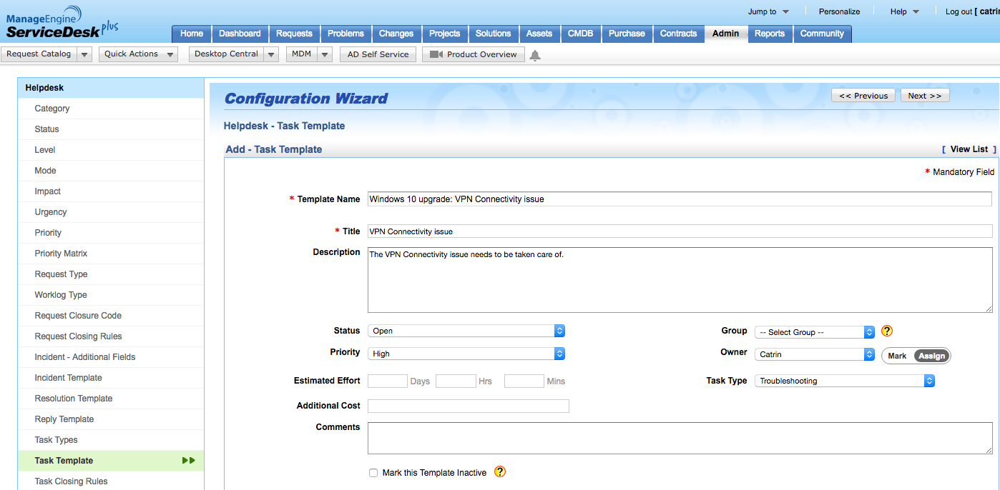 ManageEngine
ServiceDesk plus
Jump to Personalize Help Log out [ catrin
Home Dashboard Requests Problems Changes Projects Solutions Assets CMDB Purchase Contracts Admin Reports Community
Request Catalog Quick Actions Desktop Central MDM AD Self Service Product Overview
Helpdesk
Category
Status
Level
Mode
Impact
Urgency
Priority
Priority Matrix
Request Type
Worklog Type
Request Closure Code
Request Closing Rules
Incident - Additional Fields
Incident Template
Resolution Template
Reply Template
Task Types
Task Template
Task Closing Rules
Configuration Wizard
<< Previous Next >>
Helpdesk - Task Template
Add - Task Template [ View List ]
* Mandatory Field
* Template Name Windows 10 upgrade: VPN Connectivity issue
* Title VPN Connectivity issue
Description The VPN Connectivity issue needs to be taken care of.
Status Open Group -- Select Group -- ?
Priority High Owner Catrin Mark Assign
Estimated Effort Days Hrs Mins Task Type Troubleshooting
Additional Cost
Comments
Mark this Template Inactive ?